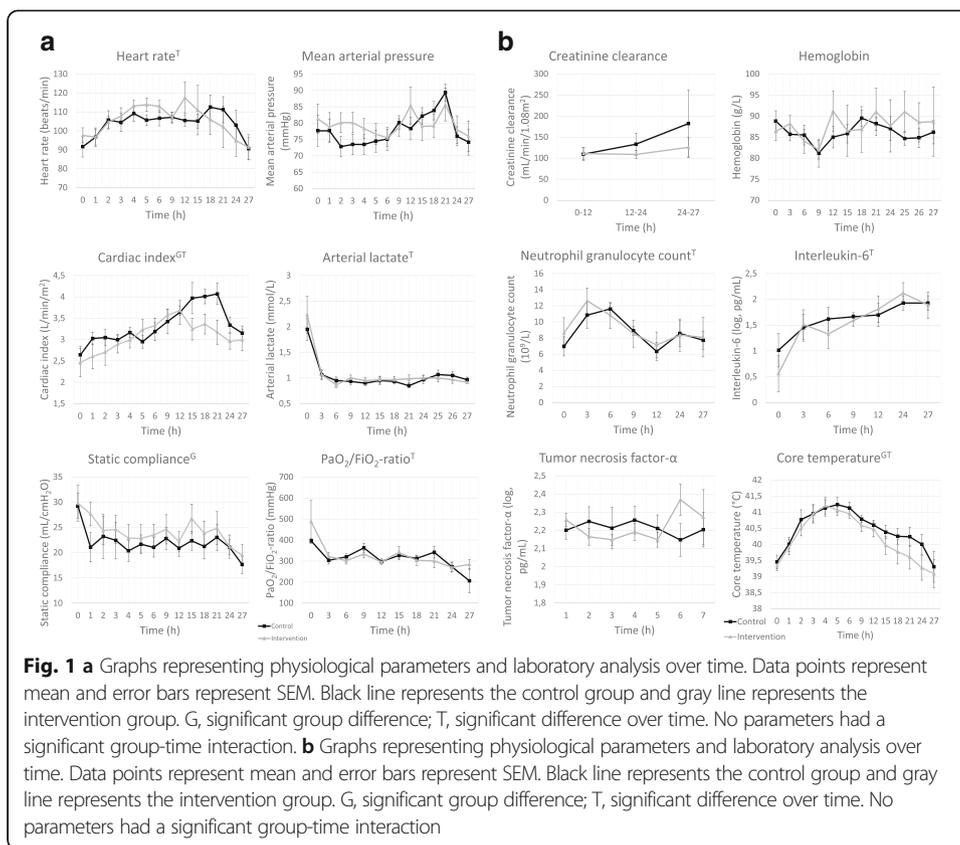 a
b
Heart rateᵀ
Mean arterial pressure
Creatinine clearance
Hemoglobin
Heart rate (beats/min)
130
120
110
100
90
80
70
0 1 2 3 4 5 6 9 12 15 18 21 24 27
Time (h)
Mean arterial pressure
(mmHg)
95
90
85
80
75
70
65
60
0 1 2 3 4 5 6 9 12 15 18 21 24 27
Time (h)
Creatinine clearance
(mL/min/1.08m²)
300
250
200
150
100
50
0
0-12 12-24 24-27
Time (h)
Hemoglobin (g/L)
100
95
90
85
80
75
70
0 3 6 9 12 15 18 21 24 25 26 27
Time (h)
Cardiac indexᴳᵀ
Arterial lactateᵀ
Neutrophil granulocyte countᵀ
Interleukin-6ᵀ
Cardiac index (L/min/m²)
4,5
4
3,5
3
2,5
2
1,5
0 1 2 3 4 5 6 9 12 15 18 21 24 27
Time (h)
Arterial lactate (mmol/L)
3
2,5
2
1,5
1
0,5
0 3 6 9 12 15 18 21 24 25 26 27
Time (h)
Neutrophil granulocyte count
(10⁹/L)
16
14
12
10
8
6
4
2
0
0 3 6 9 12 24 27
Time (h)
Interleukin-6 (log, pg/mL)
2,5
2
1,5
1
0,5
0
0 3 6 9 12 24 27
Time (h)
Static complianceᴳ
PaO₂/FiO₂-ratioᵀ
Tumor necrosis factor-α
Core temperatureᴳᵀ
Static compliance (mL/cmH₂O)
35
30
25
20
15
10
0 1 2 3 4 5 6 9 12 15 18 21 24 27
Time (h)
PaO₂/FiO₂-ratio (mmHg)
700
600
500
400
300
200
100
0 3 6 9 12 15 18 21 24 27
Time (h)
Control
Intervention
Tumor necrosis factor-α (log,
pg/mL)
2,6
2,5
2,4
2,3
2,2
2,1
2
1,9
1,8
1 2 3 4 5 6 7
Time (h)
Core temperature (°C)
42
41
41
40
40
39
39
38
0 1 2 3 4 5 6 9 12 15 18 21 24 27
Time (h)
Control
Intervention
Fig. 1 a Graphs representing physiological parameters and laboratory analysis over time. Data points represent
mean and error bars represent SEM. Black line represents the control group and gray line represents the
intervention group. G, significant group difference; T, significant difference over time. No parameters had a
significant group-time interaction. b Graphs representing physiological parameters and laboratory analysis over
time. Data points represent mean and error bars represent SEM. Black line represents the control group and gray
line represents the intervention group. G, significant group difference; T, significant difference over time. No
parameters had a significant group-time interaction